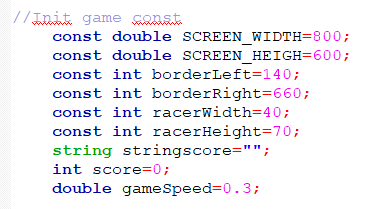 //Init game const
const double SCREEN_WIDTH=800;
const double SCREEN_HEIGH=600;
const int borderLeft=140;
const int borderRight=660;
const int racerWidth=40;
const int racerHeight=70;
string stringscore="";
int score=0;
double gameSpeed=0.3;